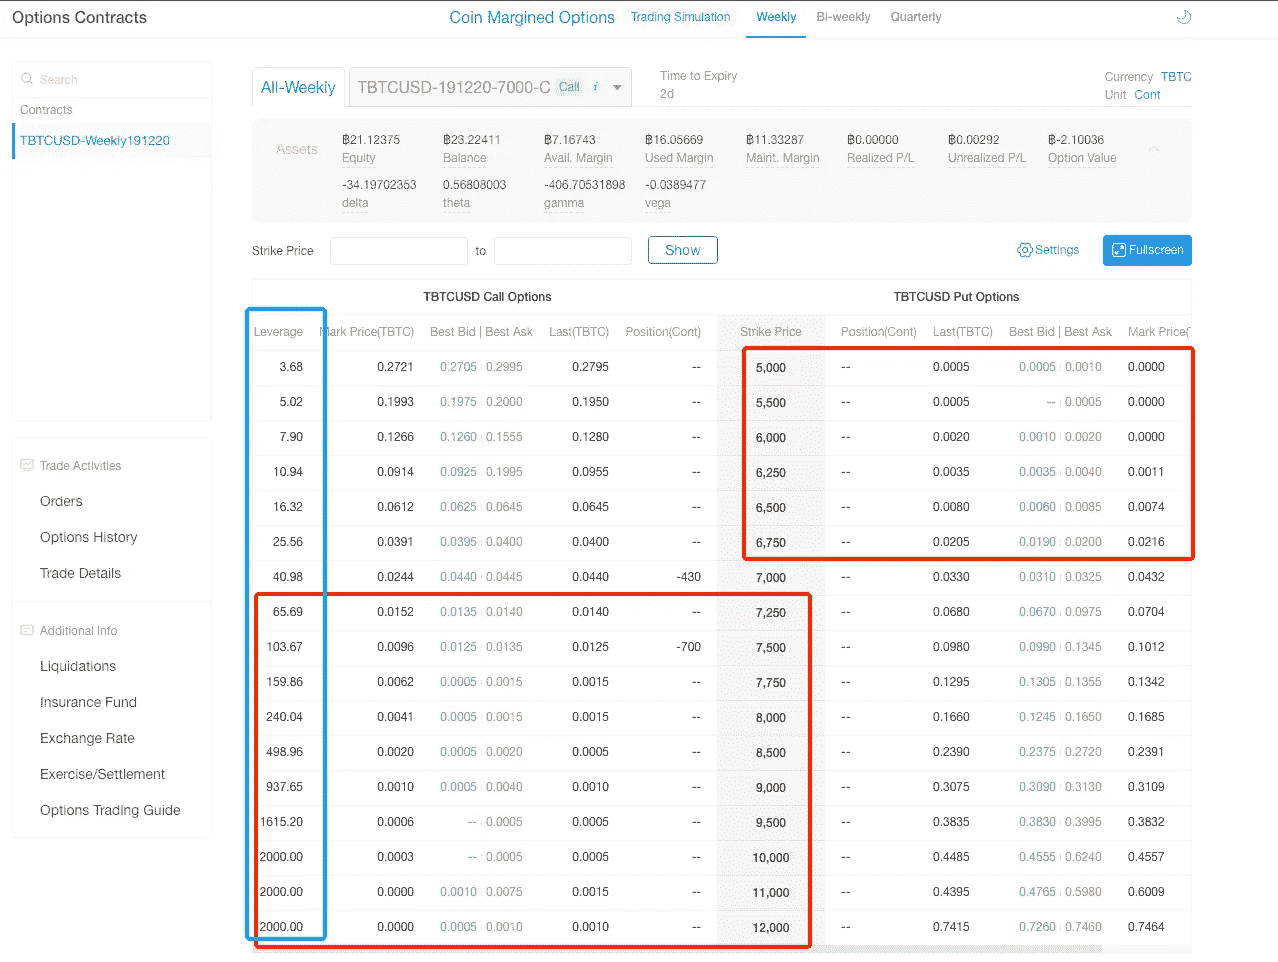 Options Contracts
Coin Margined Options Trading Simulation Weekly Bi-weekly Quarterly
Search
Contracts
TBTCUSD-Weekly191220
All-Weekly TBTCUSD-191220-7000-C Call i
Time to Expiry
2d
Currency TBTC
Unit Cont
Assets
฿21.12375 ฿23.22411 ฿7.16743 ฿16.05669 ฿11.33287 ฿0.00000 ฿0.00292 ฿-2.10036
Equity Balance Avail. Margin Used Margin Maint. Margin Realized P/L Unrealized P/L Option Value
-34.19702353 0.56808003 -406.70531898 -0.0389477
delta theta gamma vega
Strike Price to Show Settings Fullscreen
TBTCUSD Call Options TBTCUSD Put Options
Leverage Mark Price(TBTC) Best Bid | Best Ask Last(TBTC) Position(Cont) Strike Price Position(Cont) Last(TBTC) Best Bid | Best Ask Mark Price(
3.68 0.2721 0.2705 | 0.2995 0.2795 -- 5,000 -- 0.0005 0.0005 | 0.0010 0.0000
5.02 0.1993 0.1975 | 0.2000 0.1950 -- 5,500 -- 0.0005 -- | 0.0005 0.0000
7.90 0.1266 0.1260 | 0.1555 0.1280 -- 6,000 -- 0.0020 0.0010 | 0.0020 0.0000
10.94 0.0914 0.0925 | 0.1995 0.0955 -- 6,250 -- 0.0035 0.0035 | 0.0040 0.0011
16.32 0.0612 0.0625 | 0.0645 0.0645 -- 6,500 -- 0.0080 0.0060 | 0.0085 0.0074
25.56 0.0391 0.0395 | 0.0400 0.0400 -- 6,750 -- 0.0205 0.0190 | 0.0200 0.0216
40.98 0.0244 0.0440 | 0.0445 0.0440 -430 7,000 -- 0.0330 0.0310 | 0.0325 0.0432
65.69 0.0152 0.0135 | 0.0140 0.0140 -- 7,250 -- 0.0680 0.0670 | 0.0975 0.0704
103.67 0.0096 0.0125 | 0.0135 0.0125 -700 7,500 -- 0.0980 0.0990 | 0.1345 0.1012
159.86 0.0062 0.0005 | 0.0015 0.0015 -- 7,750 -- 0.1295 0.1305 | 0.1355 0.1342
240.04 0.0041 0.0005 | 0.0015 0.0015 -- 8,000 -- 0.1660 0.1245 | 0.1650 0.1685
498.96 0.0020 0.0005 | 0.0020 0.0005 -- 8,500 -- 0.2390 0.2375 | 0.2720 0.2391
937.65 0.0010 0.0005 | 0.0040 0.0010 -- 9,000 -- 0.3075 0.3090 | 0.3130 0.3109
1615.20 0.0006 -- | 0.0005 0.0005 -- 9,500 -- 0.3835 0.3830 | 0.3995 0.3832
2000.00 0.0003 -- | 0.0005 0.0005 -- 10,000 -- 0.4485 0.4555 | 0.6240 0.4557
2000.00 0.0000 0.0010 | 0.0075 0.0015 -- 11,000 -- 0.4395 0.4765 | 0.5980 0.6009
2000.00 0.0000 0.0005 | 0.0010 0.0010 -- 12,000 -- 0.7415 0.7260 | 0.7460 0.7464
Trade Activities
Orders
Options History
Trade Details
Additional Info
Liquidations
Insurance Fund
Exchange Rate
Exercise/Settlement
Options Trading Guide